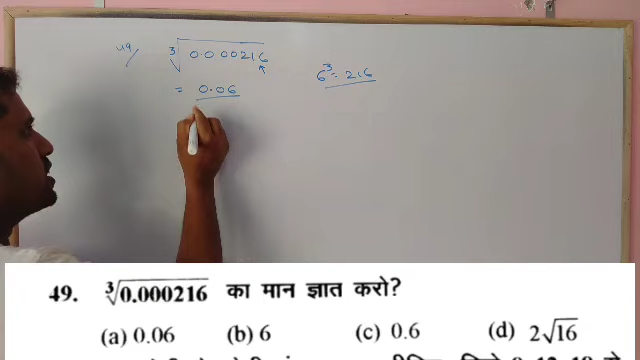 49/ ∛0.000216
6³ = 216
= 0.06
49. ∛0.000216 का मान ज्ञात करो?
(a) 0.06 (b) 6 (c) 0.6 (d) 2√16